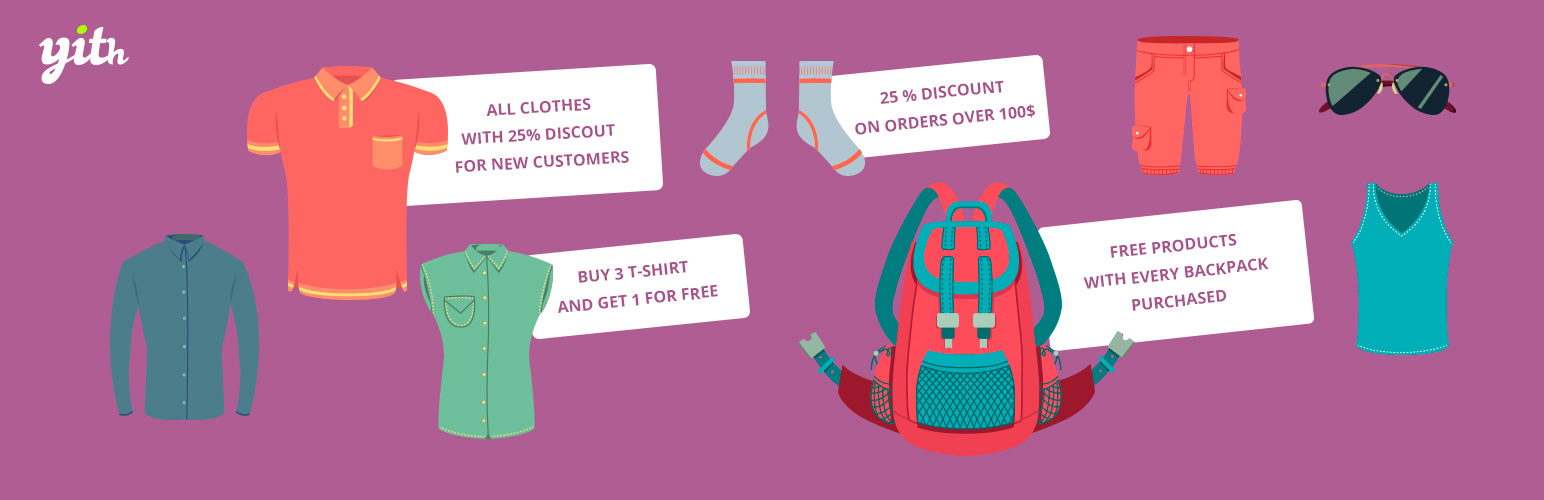 yith
ALL CLOTHES
WITH 25% DISCOUT
FOR NEW CUSTOMERS
25 % DISCOUNT
ON ORDERS OVER 100$
BUY 3 T-SHIRT
AND GET 1 FOR FREE
FREE PRODUCTS
WITH EVERY BACKPACK
PURCHASED